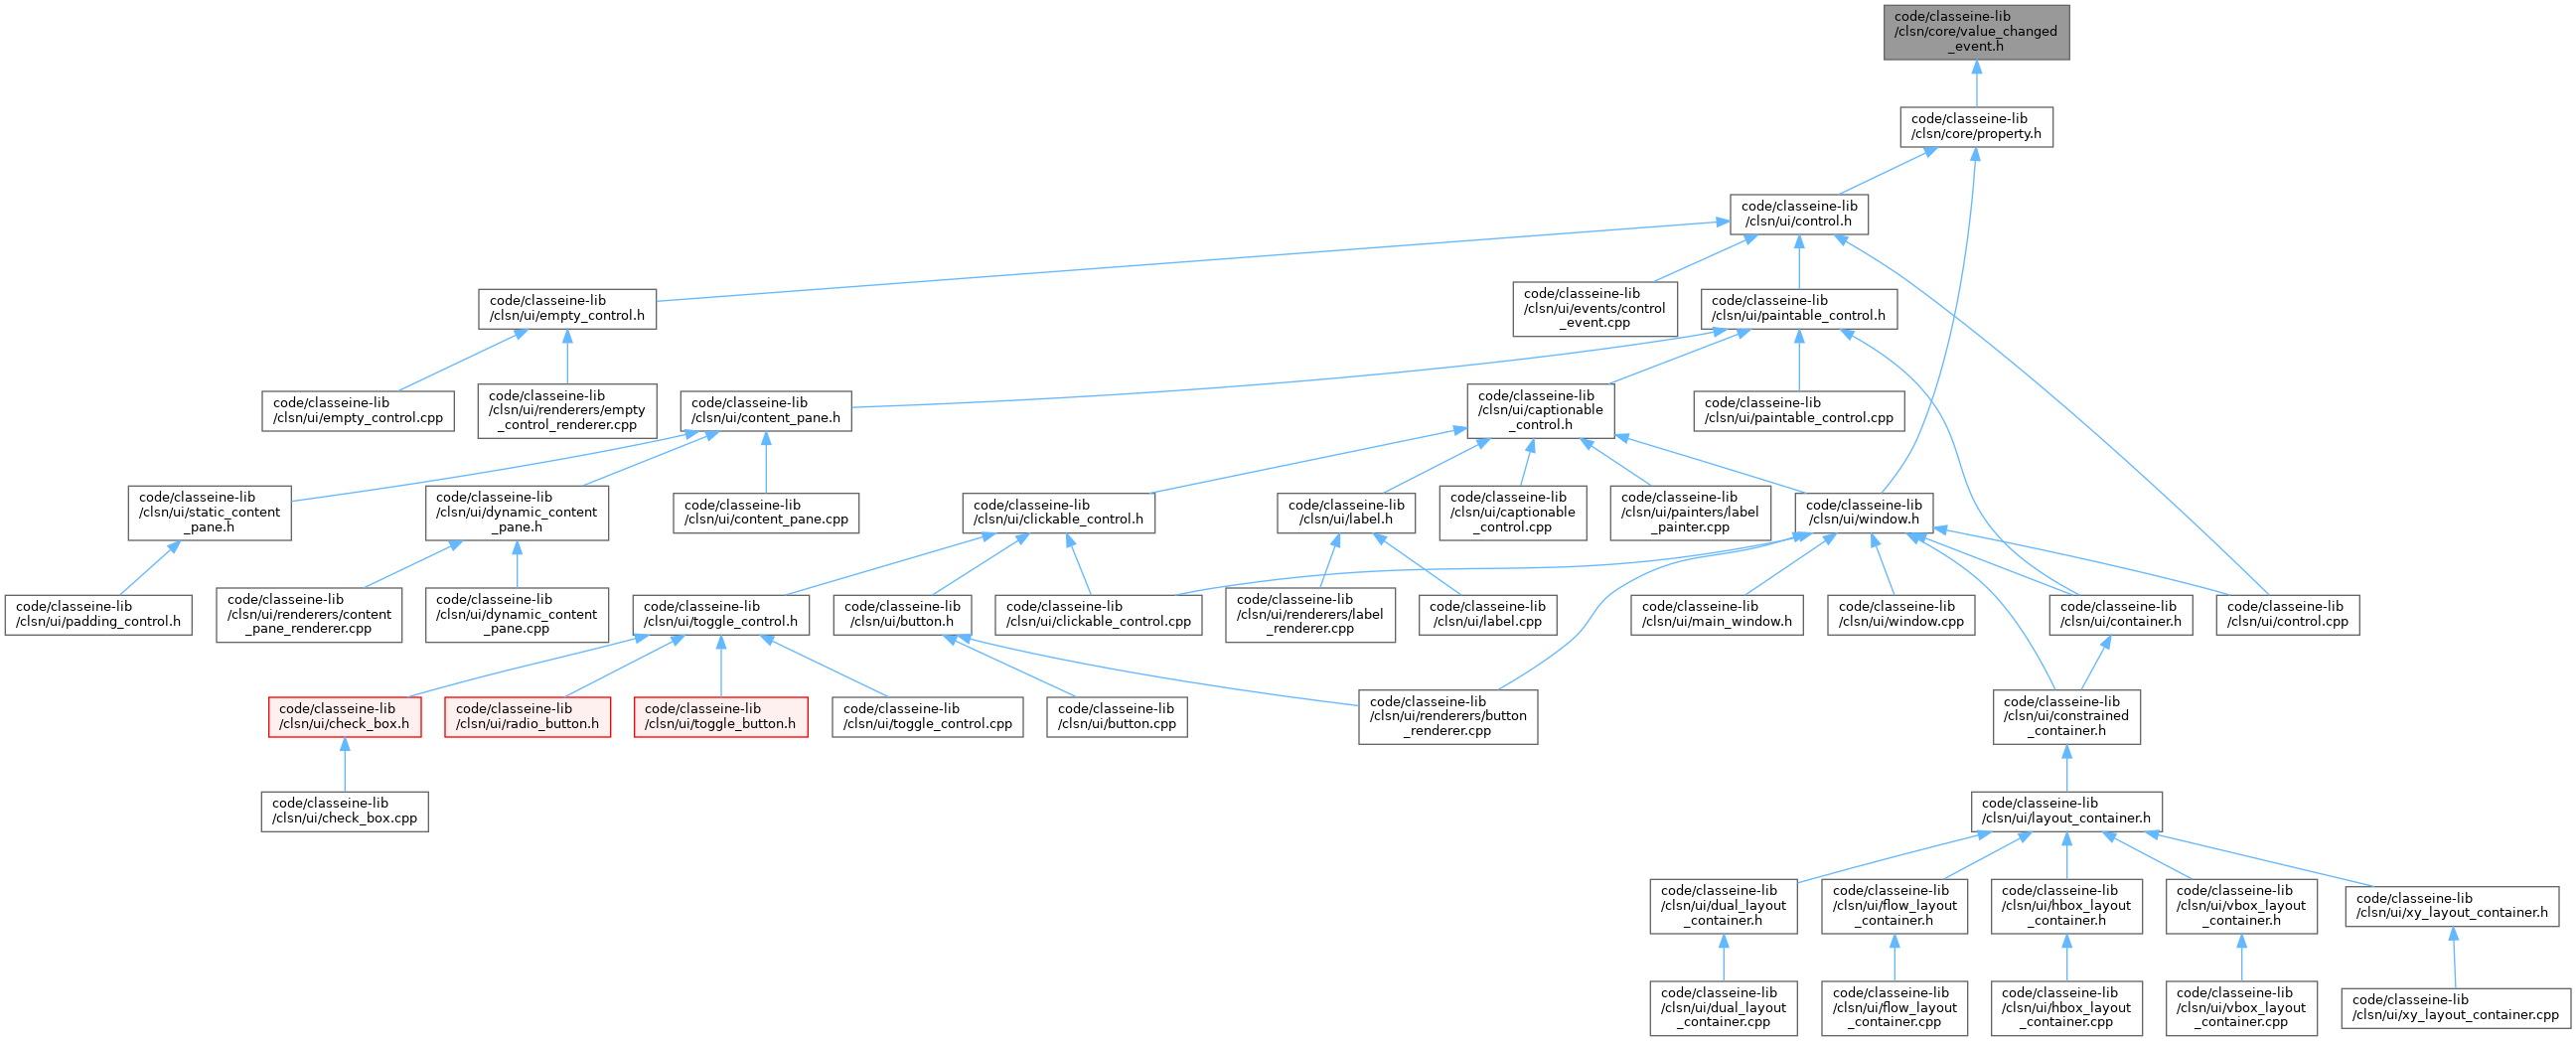 code/classeine-lib
/clsn/core/value_changed
_event.h
code/classeine-lib
/clsn/core/property.h
code/classeine-lib
/clsn/ui/control.h
code/classeine-lib
/clsn/ui/empty_control.h
code/classeine-lib
/clsn/ui/events/control
_event.cpp
code/classeine-lib
/clsn/ui/paintable_control.h
code/classeine-lib
/clsn/ui/empty_control.cpp
code/classeine-lib
/clsn/ui/renderers/empty
_control_renderer.cpp
code/classeine-lib
/clsn/ui/content_pane.h
code/classeine-lib
/clsn/ui/captionable
_control.h
code/classeine-lib
/clsn/ui/paintable_control.cpp
code/classeine-lib
/clsn/ui/static_content
_pane.h
code/classeine-lib
/clsn/ui/dynamic_content
_pane.h
code/classeine-lib
/clsn/ui/content_pane.cpp
code/classeine-lib
/clsn/ui/clickable_control.h
code/classeine-lib
/clsn/ui/label.h
code/classeine-lib
/clsn/ui/captionable
_control.cpp
code/classeine-lib
/clsn/ui/painters/label
_painter.cpp
code/classeine-lib
/clsn/ui/window.h
code/classeine-lib
/clsn/ui/padding_control.h
code/classeine-lib
/clsn/ui/renderers/content
_pane_renderer.cpp
code/classeine-lib
/clsn/ui/dynamic_content
_pane.cpp
code/classeine-lib
/clsn/ui/toggle_control.h
code/classeine-lib
/clsn/ui/button.h
code/classeine-lib
/clsn/ui/clickable_control.cpp
code/classeine-lib
/clsn/ui/renderers/label
_renderer.cpp
code/classeine-lib
/clsn/ui/label.cpp
code/classeine-lib
/clsn/ui/main_window.h
code/classeine-lib
/clsn/ui/window.cpp
code/classeine-lib
/clsn/ui/container.h
code/classeine-lib
/clsn/ui/control.cpp
code/classeine-lib
/clsn/ui/check_box.h
code/classeine-lib
/clsn/ui/radio_button.h
code/classeine-lib
/clsn/ui/toggle_button.h
code/classeine-lib
/clsn/ui/toggle_control.cpp
code/classeine-lib
/clsn/ui/button.cpp
code/classeine-lib
/clsn/ui/renderers/button
_renderer.cpp
code/classeine-lib
/clsn/ui/constrained
_container.h
code/classeine-lib
/clsn/ui/check_box.cpp
code/classeine-lib
/clsn/ui/layout_container.h
code/classeine-lib
/clsn/ui/dual_layout
_container.h
code/classeine-lib
/clsn/ui/flow_layout
_container.h
code/classeine-lib
/clsn/ui/hbox_layout
_container.h
code/classeine-lib
/clsn/ui/vbox_layout
_container.h
code/classeine-lib
/clsn/ui/xy_layout_container.h
code/classeine-lib
/clsn/ui/dual_layout
_container.cpp
code/classeine-lib
/clsn/ui/flow_layout
_container.cpp
code/classeine-lib
/clsn/ui/hbox_layout
_container.cpp
code/classeine-lib
/clsn/ui/vbox_layout
_container.cpp
code/classeine-lib
/clsn/ui/xy_layout_container.cpp